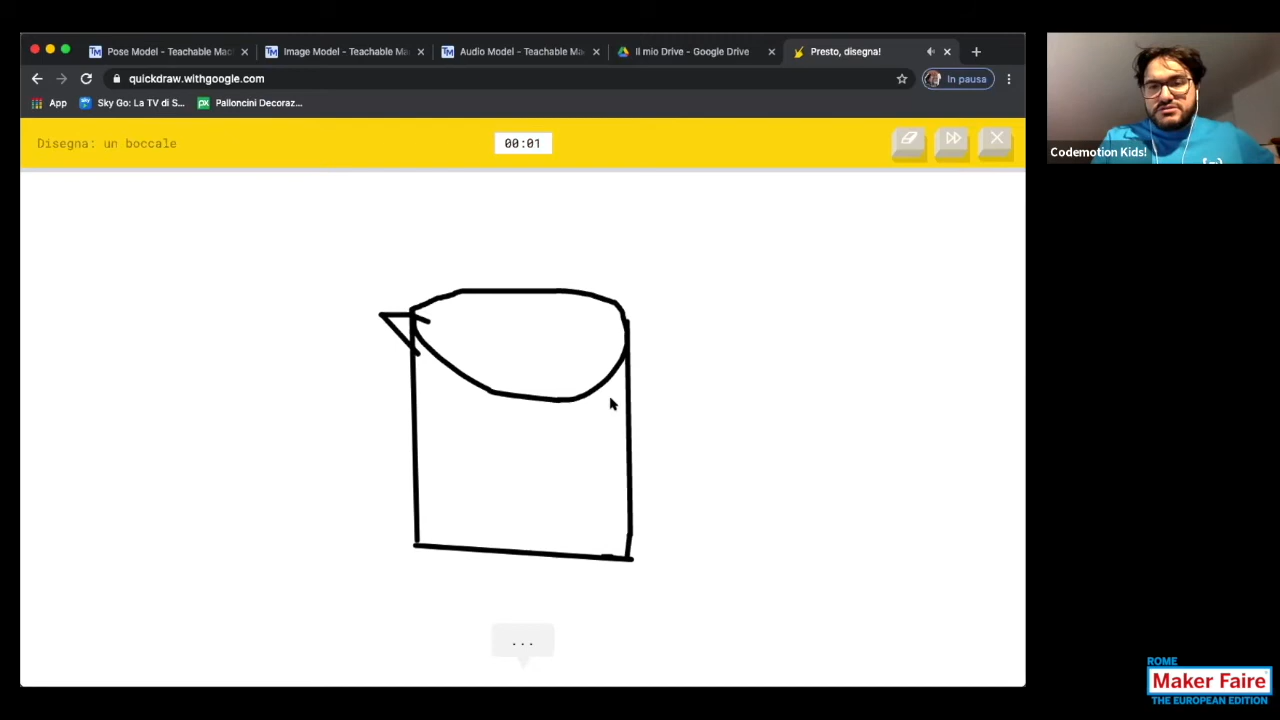 Pose Model - Teachable Mac
Image Model - Teachable Ma
Audio Model - Teachable Ma
Il mio Drive - Google Drive
Presto, disegna!
quickdraw.withgoogle.com
In pausa
App
Sky Go: La TV di S...
px
Palloncini Decoraz...
Disegna: un boccale
00:01
...
Codemotion Kids!
ROME
Maker Faire
THE EUROPEAN EDITION